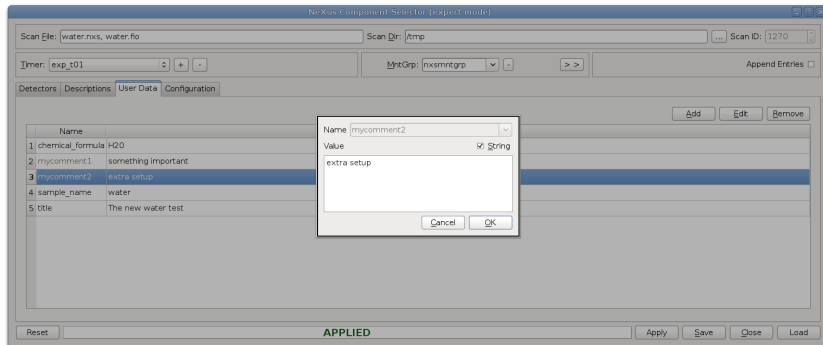 NeXus Component Selector (expert mode)
Scan File: water.nxs, water.fio Scan Dir: /tmp ... Scan ID: 1270
Timer: exp_t01 + - MntGrp: nxsmntgrp - > > Append Entries
Detectors Descriptions User Data Configuration
Add Edit Remove
Name
1 chemical_formula H20
2 mycomment1 something important
3 mycomment2 extra setup
4 sample_name water
5 title The new water test
Name mycomment2
Value String
extra setup
Cancel OK
Reset APPLIED Apply Save Close Load